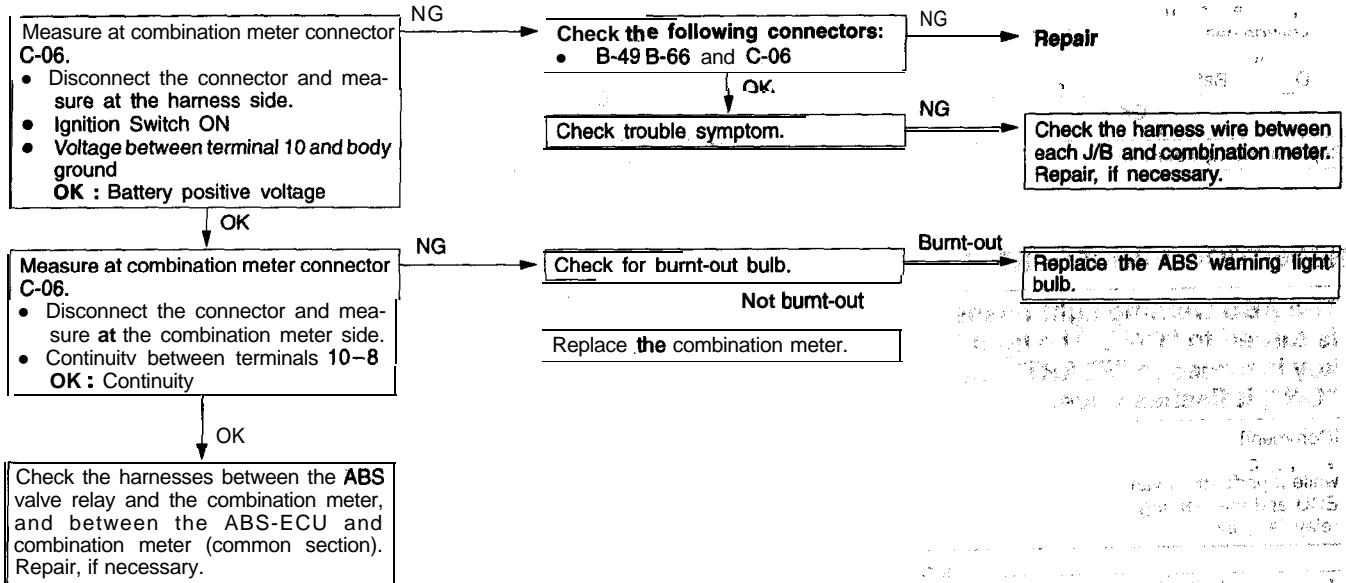 Measure at combination meter connector
C-06.
● Disconnect the connector and mea-
sure at the harness side.
● Ignition Switch ON
● Voltage between terminal 10 and body
ground
OK : Battery positive voltage
NG
Check the following connectors:
● B-49 B-66 and C-06
NG
Repair
OK
Check trouble symptom.
NG
Check the harness wire between
each J/B and combination meter.
Repair, if necessary.
OK
Measure at combination meter connector
C-06.
● Disconnect the connector and mea-
sure at the combination meter side.
● Continuitv between terminals 10–8
OK : Continuity
NG
Check for burnt-out bulb.
Burnt-out
Replace the ABS warning light
bulb.
Not burnt-out
Replace the combination meter.
OK
Check the harnesses between the ABS
valve relay and the combination meter,
and between the ABS-ECU and
combination meter (common section).
Repair, if necessary.